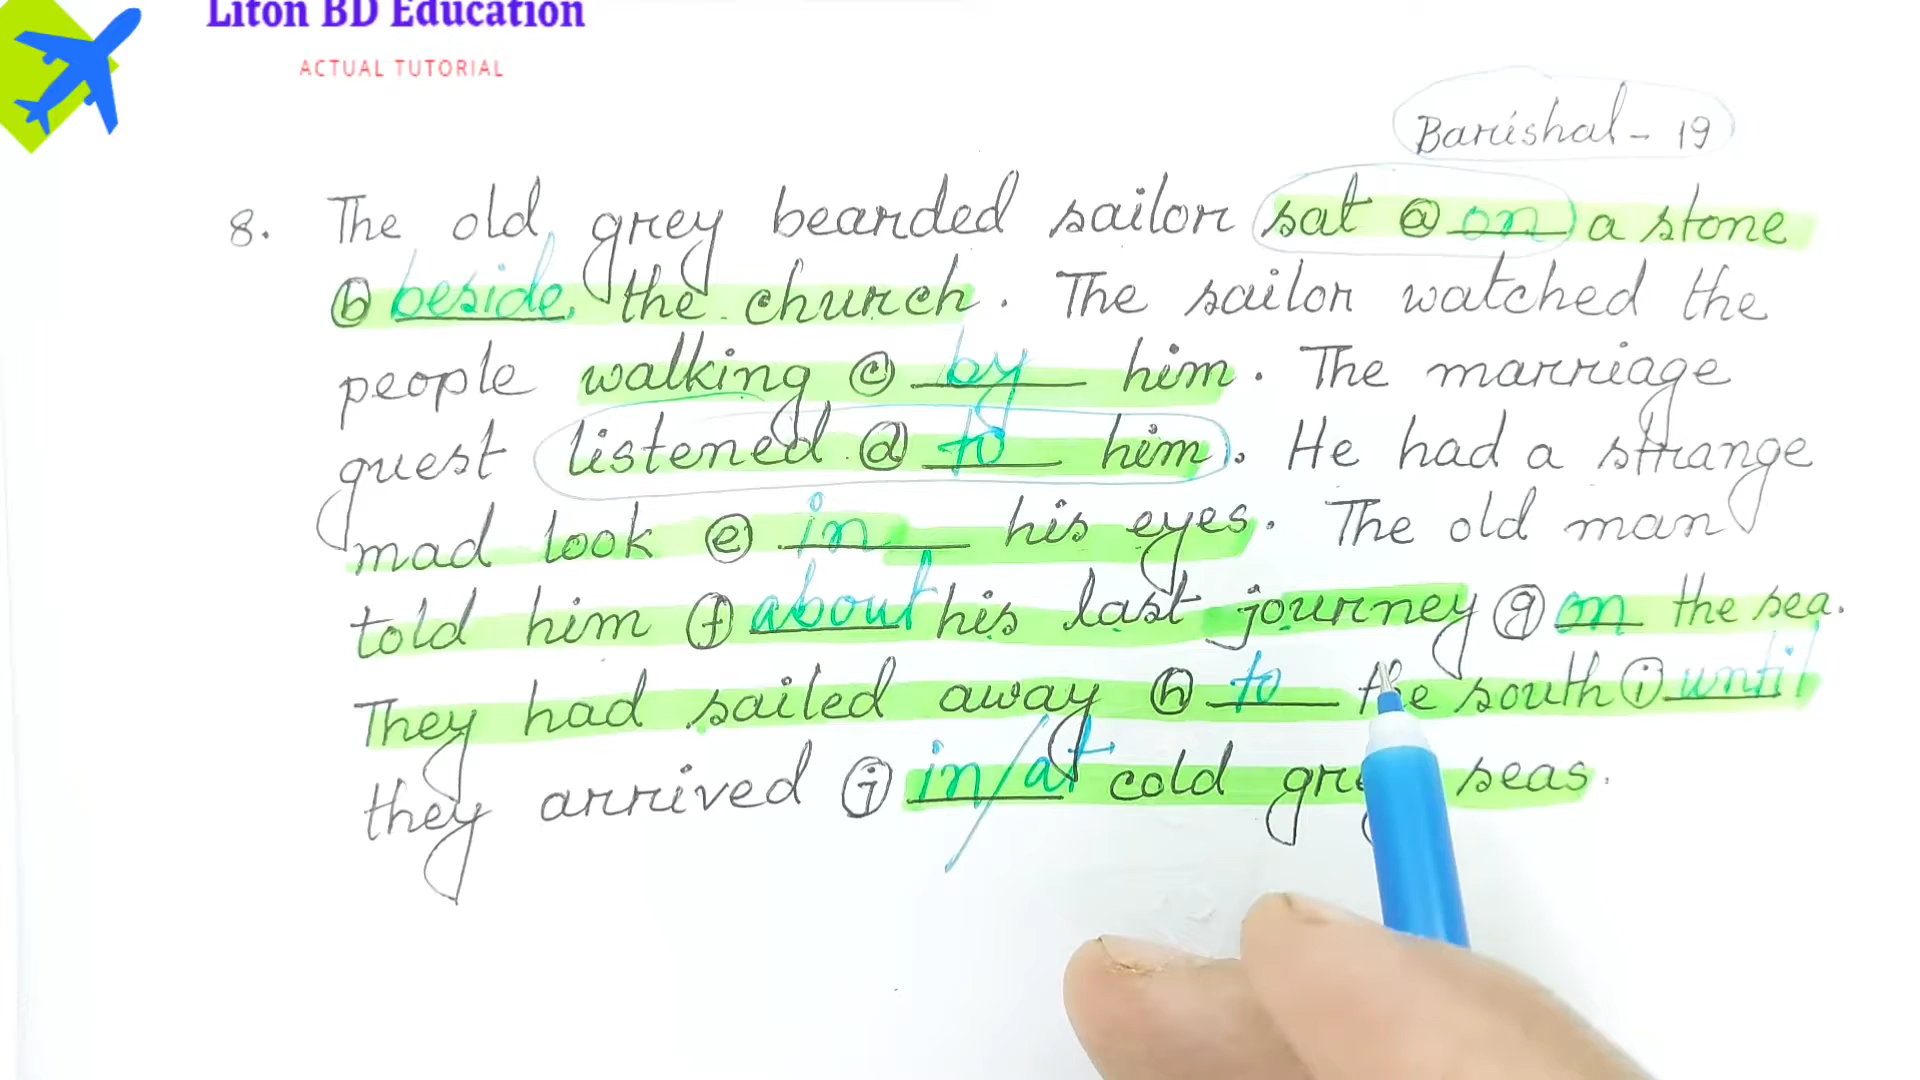 Liton BD Education
ACTUAL TUTORIAL
Barishal - 19
8. The old grey bearded sailor sat ⓐ on a stone
ⓑ beside the church. The sailor watched the
people walking ⓒ by him. The marriage
guest listened ⓓ to him. He had a strange
mad look ⓔ in his eyes. The old man
told him ⓕ about his last journey ⓖ on the sea.
They had sailed away ⓗ to the south ⓘ until
they arrived ⓙ in/at cold grey seas.